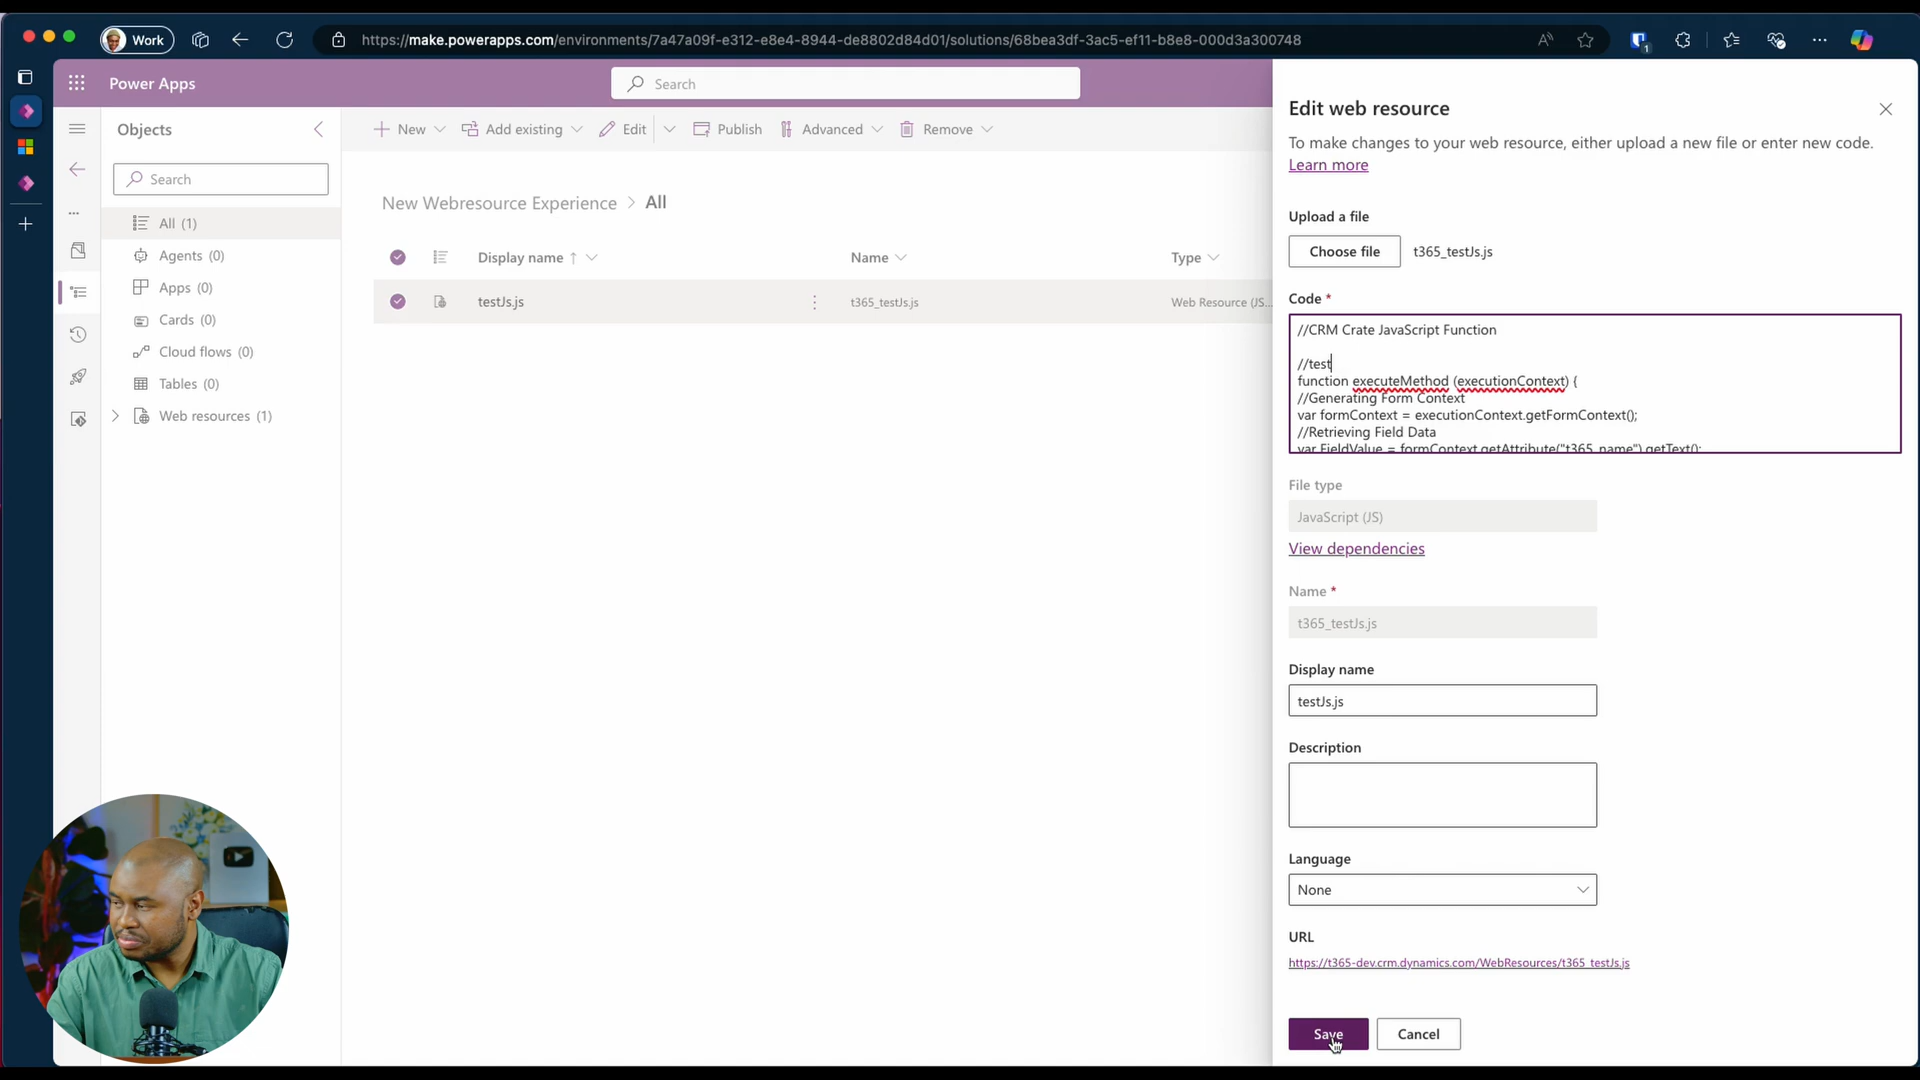 Work
https://make.powerapps.com/environments/7a47a09f-e312-e8e4-8944-de8802d84d01/solutions/68bea3df-3ac5-ef11-b8e8-000d3a300748
1
Power Apps
Search
Objects
Search
All (1)
Agents (0)
Apps (0)
Cards (0)
Cloud flows (0)
Tables (0)
Web resources (1)
New
Add existing
Edit
Publish
Advanced
Remove
New Webresource Experience > All
Display name ↑
Name
Type
testJs.js
t365_testJs.js
Web Resource (JS...
Edit web resource
To make changes to your web resource, either upload a new file or enter new code.
Learn more
Upload a file
Choose file
t365_testJs.js
Code *
//CRM Crate JavaScript Function
//test
function executeMethod (executionContext) {
//Generating Form Context
var formContext = executionContext.getFormContext();
//Retrieving Field Data
var FieldValue = formContext.getAttribute("t365_name").getText();
File type
JavaScript (JS)
View dependencies
Name *
t365_testJs.js
Display name
testJs.js
Description
Language
None
URL
https://t365-dev.crm.dynamics.com/WebResources/t365_testJs.js
Save
Cancel